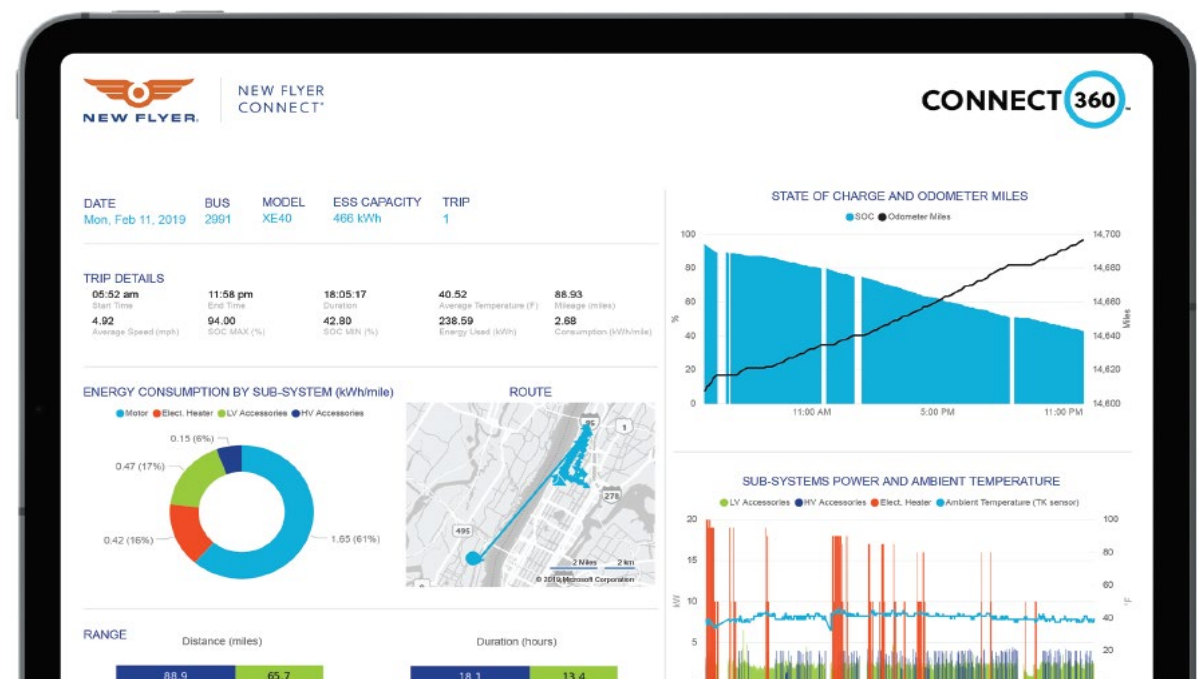 NEW FLYER.
NEW FLYER
CONNECT®
CONNECT 360™
DATE BUS MODEL ESS CAPACITY TRIP
Mon, Feb 11, 2019 2991 XE40 466 kWh 1
TRIP DETAILS
05:52 am 11:58 pm 18:05:17 40.52 88.93
Start Time End Time Duration Average Temperature (F) Mileage (miles)
4.92 94.00 42.80 238.59 2.68
Average Speed (mph) SOC MAX (%) SOC MIN (%) Energy Used (kWh) Consumption (kWh/mile)
ENERGY CONSUMPTION BY SUB-SYSTEM (kWh/mile)
Motor Elect. Heater LV Accessories HV Accessories
0.15 (6%)
0.47 (17%)
0.42 (16%)
1.65 (61%)
ROUTE
95
1
278
495
2 Miles 2 km
© 2019 Microsoft Corporation
RANGE
Distance (miles)
88.9 65.7
Duration (hours)
18.1 13.4
STATE OF CHARGE AND ODOMETER MILES
SOC Odometer Miles
100 14,700
80 14,680
60 14,660
%
Miles
40 14,640
20 14,620
0 14,600
11:00 AM 5:00 PM 11:00 PM
SUB-SYSTEMS POWER AND AMBIENT TEMPERATURE
LV Accessories HV Accessories Elect. Heater Ambient Temperature (TK sensor)
20 100
15 80
60
kW
°F
10 40
5 20